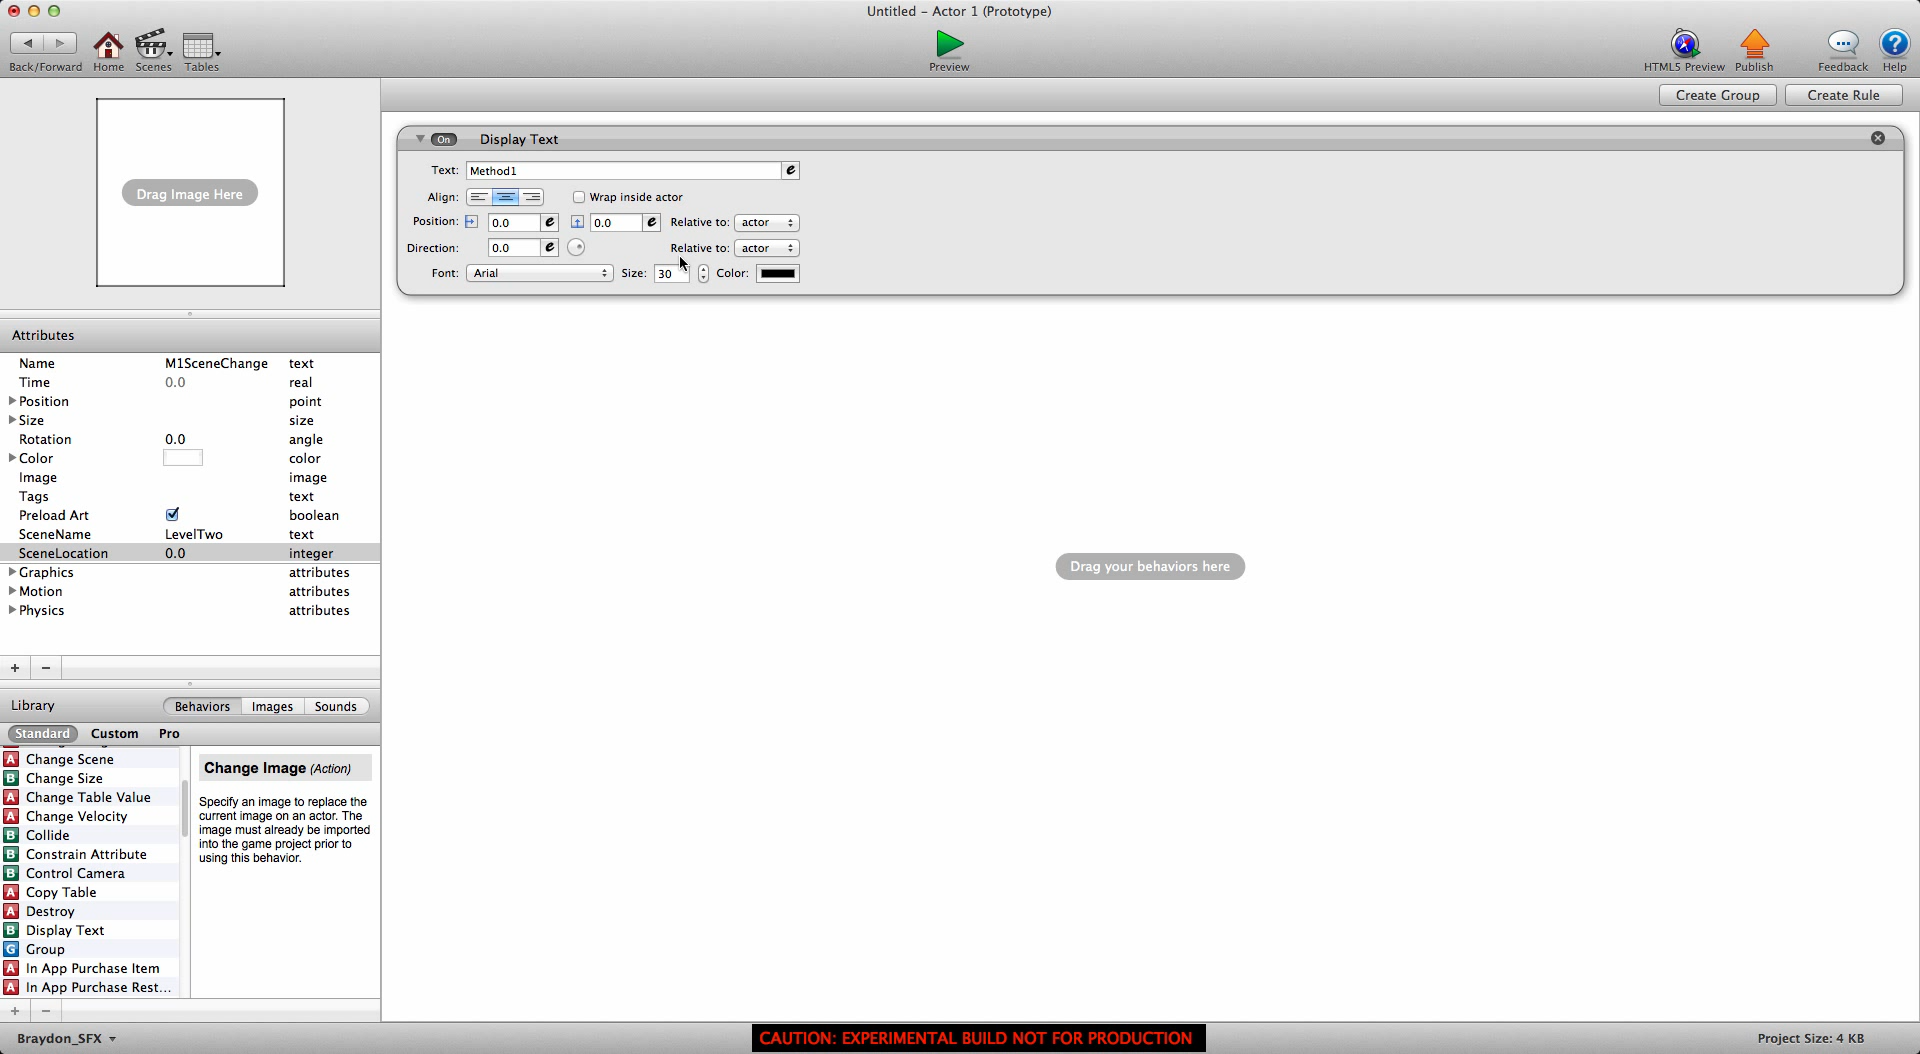 Untitled – Actor 1 (Prototype)
Back/Forward Home Scenes Tables Preview HTML5 Preview Publish Feedback Help
Create Group Create Rule
Drag Image Here
On Display Text
Text: Method1 e
Align: Wrap inside actor
Position: 0.0 e 0.0 e Relative to: actor
Direction: 0.0 e Relative to: actor
Font: Arial Size: 30 Color:
Attributes
Name M1SceneChange text
Time 0.0 real
Position point
Size size
Rotation 0.0 angle
Color color
Image image
Tags text
Preload Art boolean
SceneName LevelTwo text
SceneLocation 0.0 integer
Graphics attributes
Motion attributes
Physics attributes
+ −
Drag your behaviors here
Library Behaviors Images Sounds
Standard Custom Pro
A Change Scene
B Change Size
A Change Table Value
A Change Velocity
B Collide
B Constrain Attribute
B Control Camera
A Copy Table
A Destroy
B Display Text
G Group
A In App Purchase Item
A In App Purchase Rest...
Change Image (Action)
Specify an image to replace the
current image on an actor. The
image must already be imported
into the game project prior to
using this behavior.
+ −
Braydon_SFX
CAUTION: EXPERIMENTAL BUILD NOT FOR PRODUCTION
Project Size: 4 KB